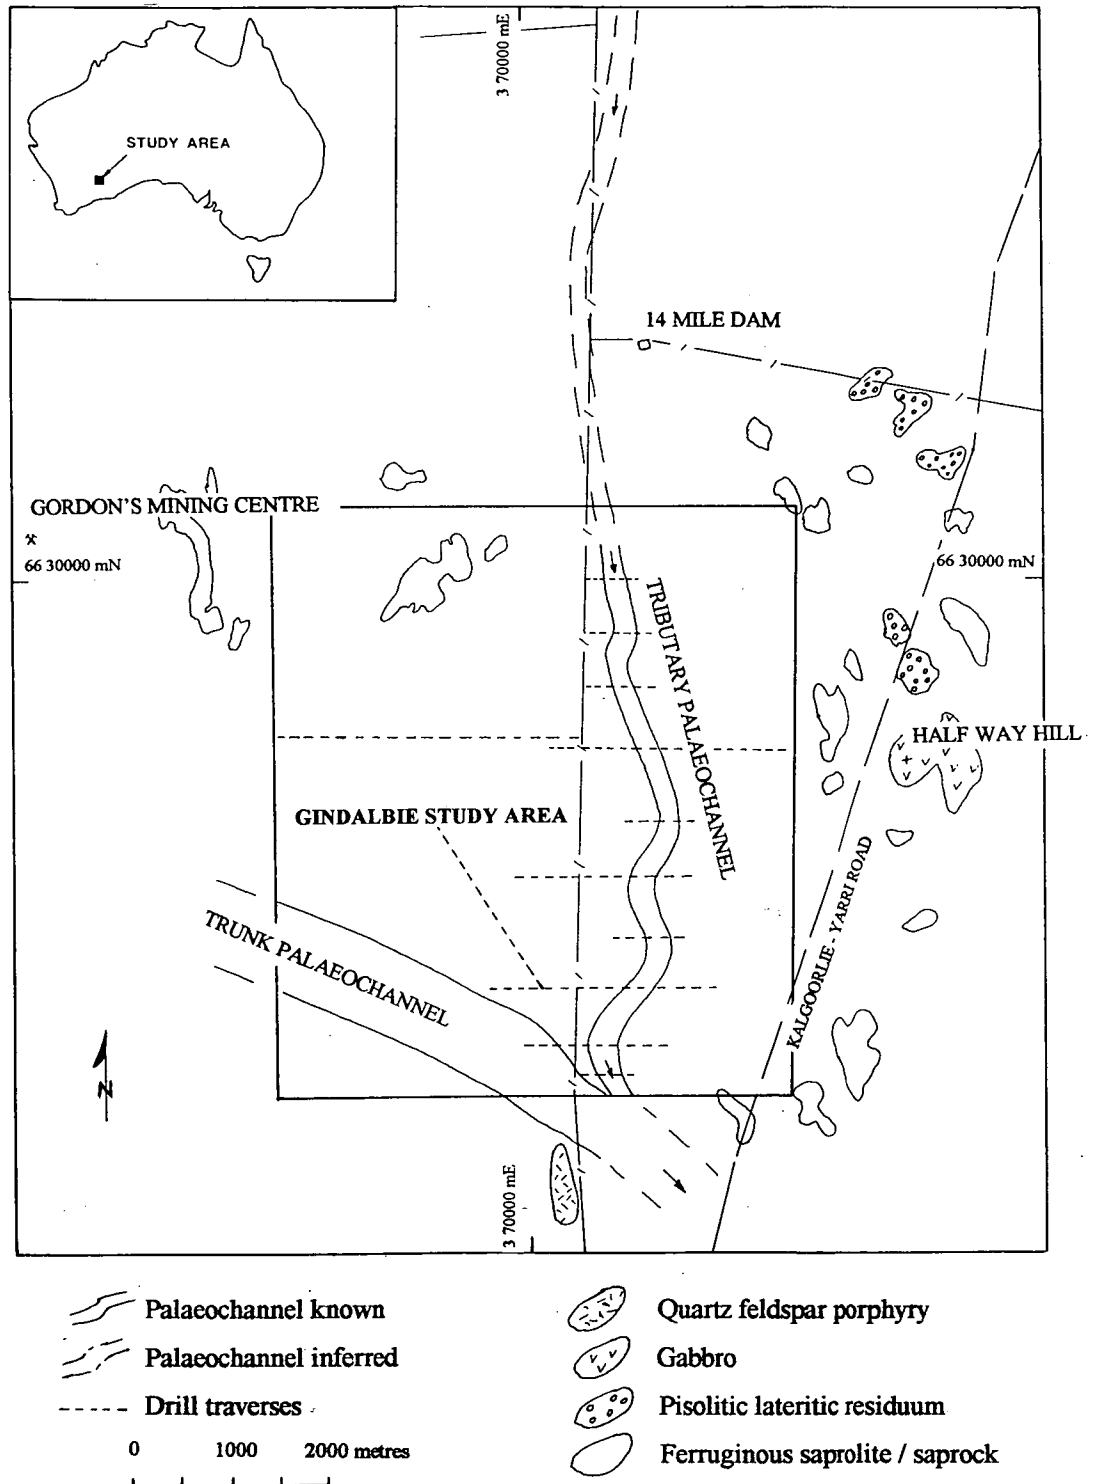 3 70000 mE
STUDY AREA
14 MILE DAM
GORDON'S MINING CENTRE
66 30000 mN
66 30000 mN
TRIBUTARY PALAEOCHANNEL
HALF WAY HILL
GINDALBIE STUDY AREA
KALGOORLIE - YARRI ROAD
TRUNK PALAEOCHANNEL
N
3 70000 mE
Palaeochannel known
Palaeochannel inferred
Drill traverses
0 1000 2000 metres
Quartz feldspar porphyry
Gabbro
Pisolitic lateritic residuum
Ferruginous saprolite / saprock